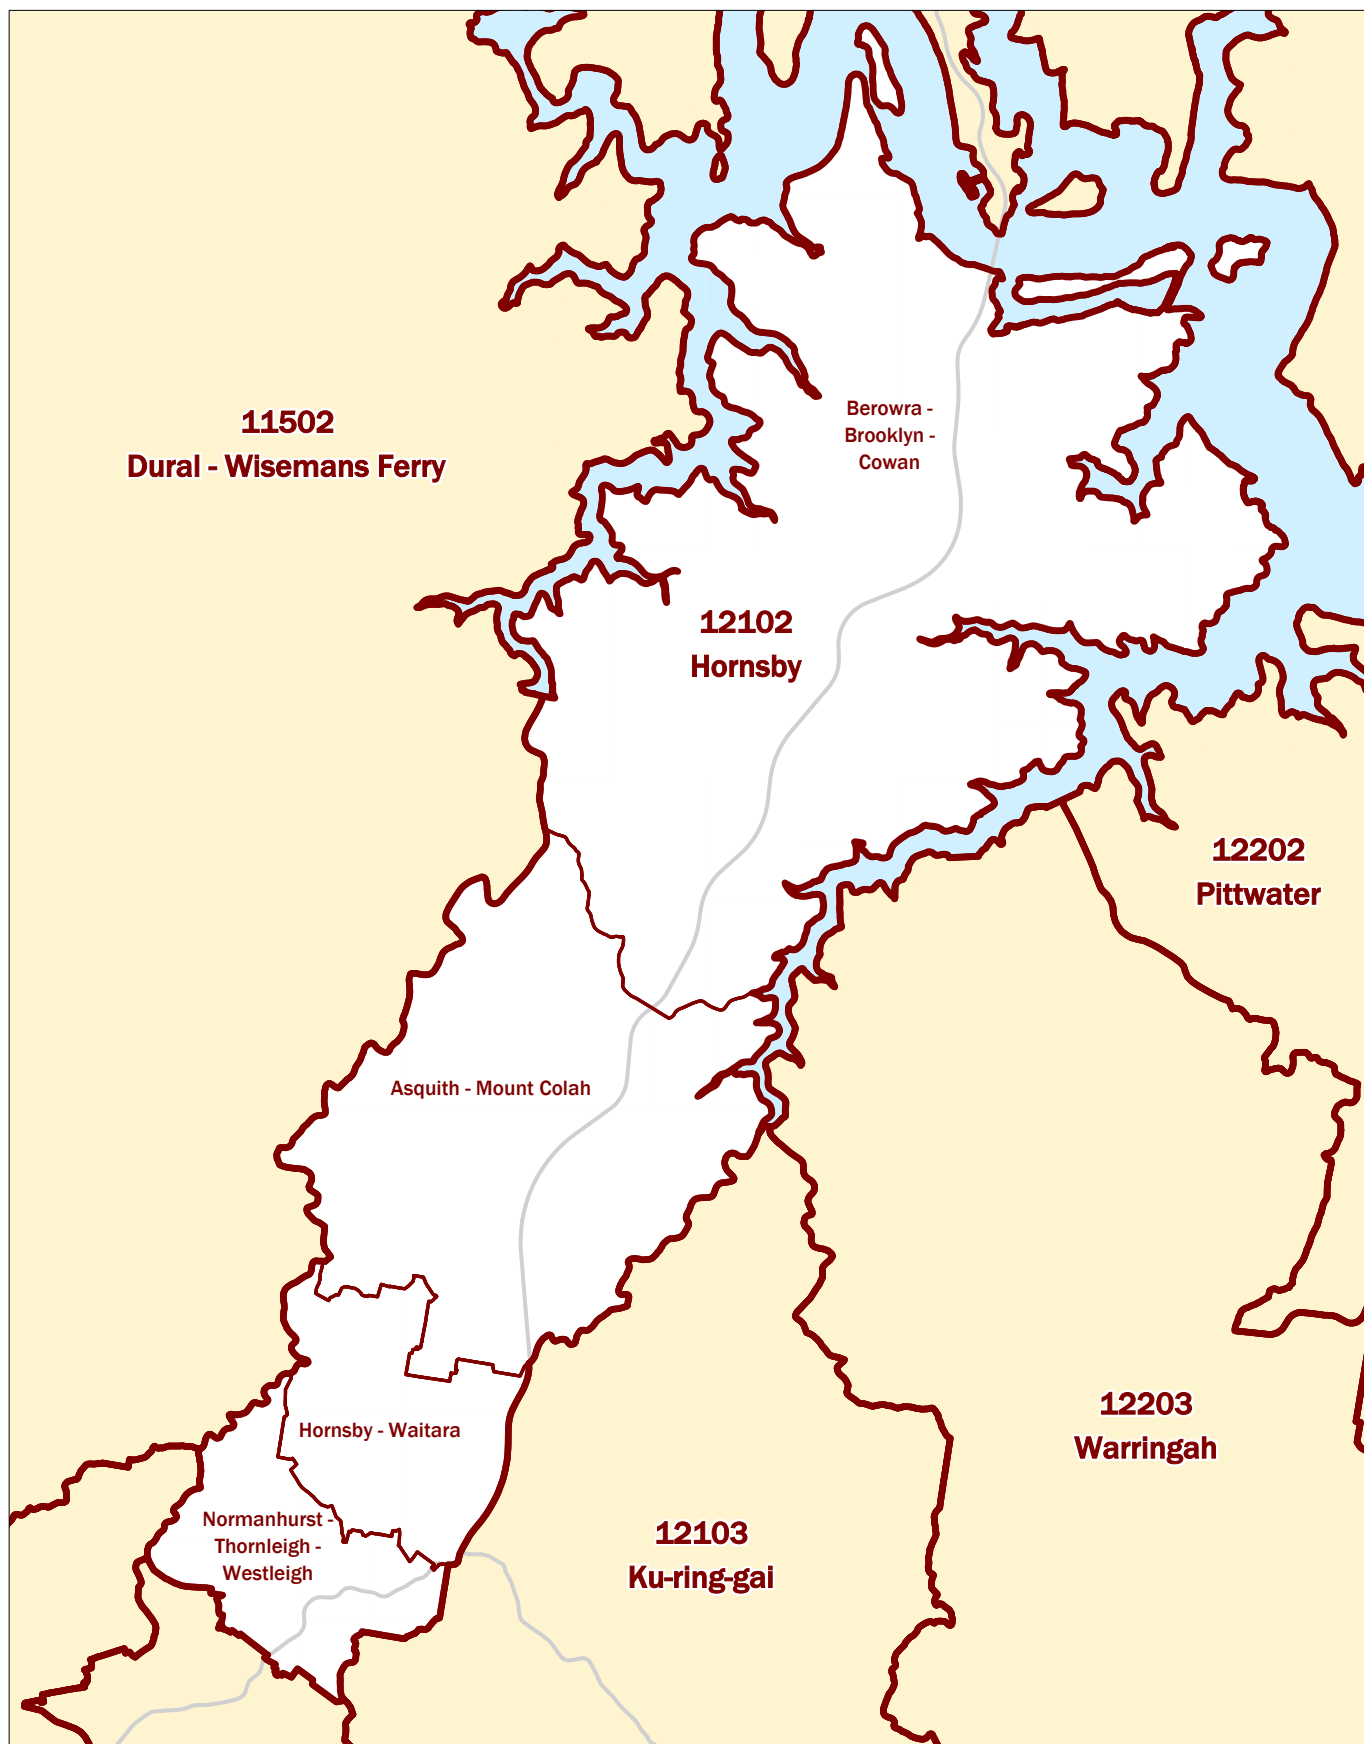 Berowra -
Brooklyn -
Cowan
11502
Dural - Wisemans Ferry
12102
Hornsby
12202
Pittwater
Asquith - Mount Colah
12203
Warringah
Hornsby - Waitara
Normanhurst -
Thornleigh -
Westleigh
12103
Ku-ring-gai